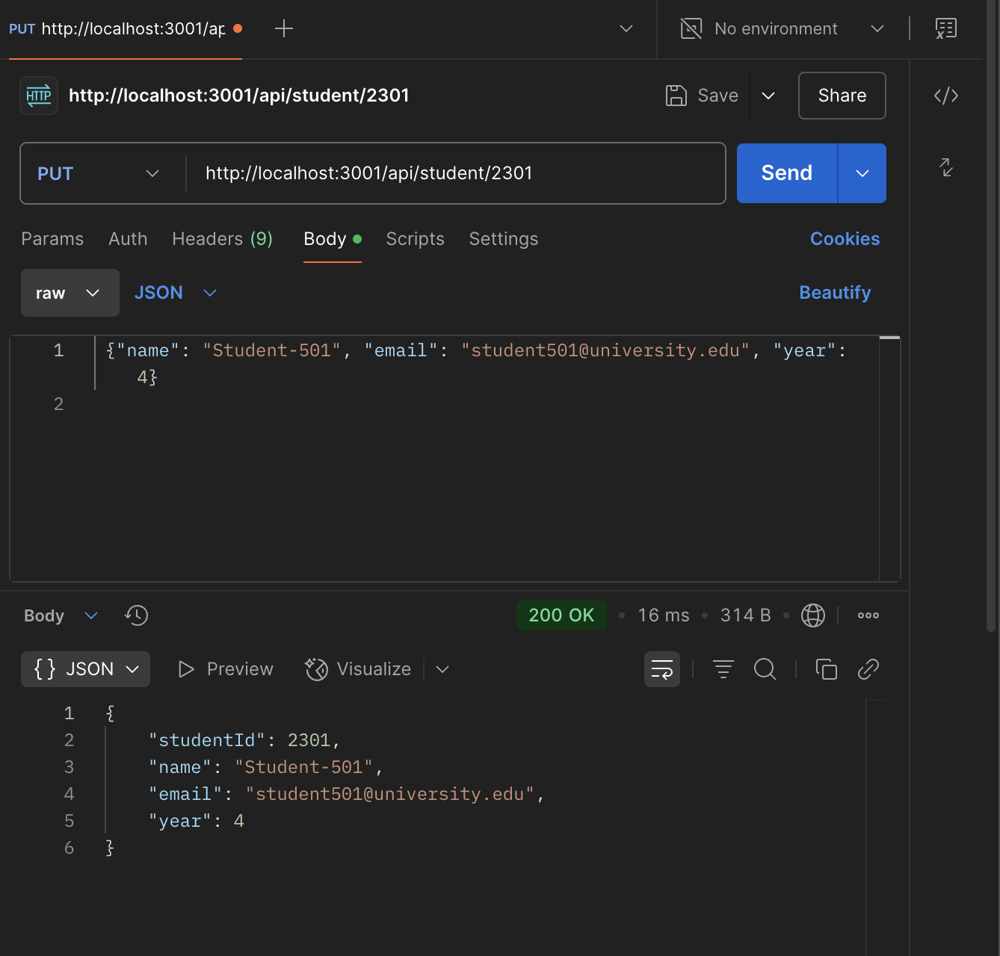 PUT http://localhost:3001/ap
No environment
HTTP http://localhost:3001/api/student/2301
Save
Share
PUT
http://localhost:3001/api/student/2301
Send
Params Auth Headers (9) Body Scripts Settings Cookies
raw JSON Beautify
1 {"name": "Student-501", "email": "student501@university.edu", "year":
4}
2
Body
200 OK • 16 ms • 314 B •
{ } JSON Preview Visualize
1 {
2 "studentId": 2301,
3 "name": "Student-501",
4 "email": "student501@university.edu",
5 "year": 4
6 }